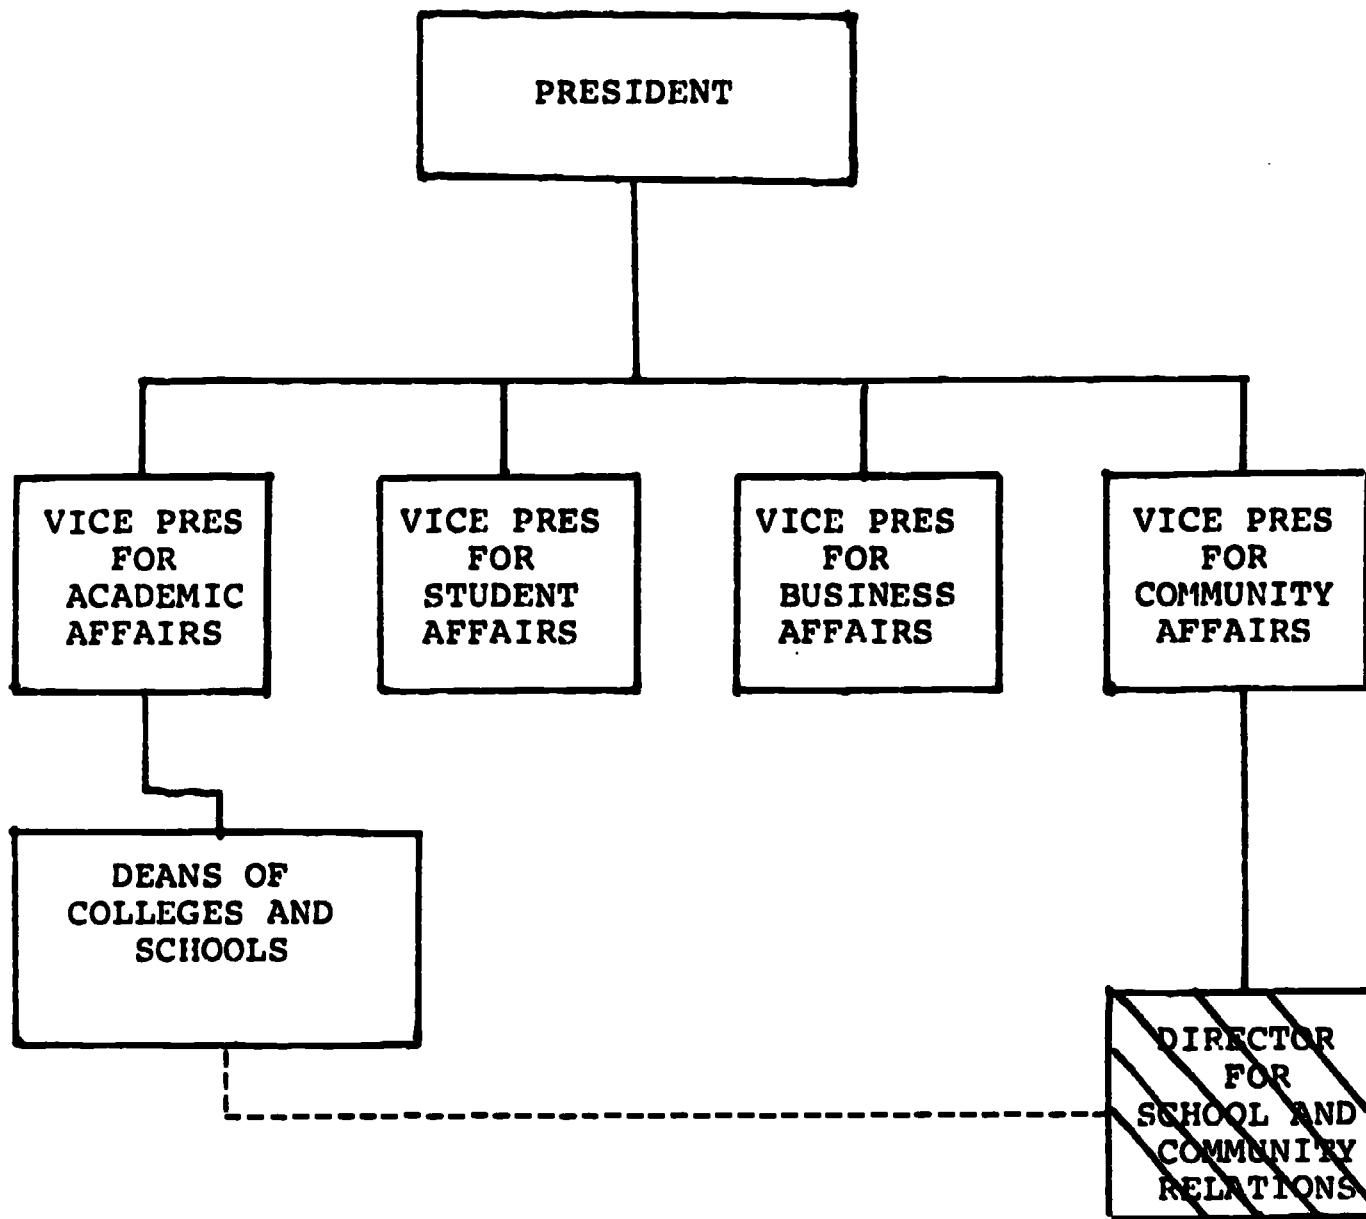 PRESIDENT
VICE PRES
FOR
ACADEMIC
AFFAIRS
VICE PRES
FOR
STUDENT
AFFAIRS
VICE PRES
FOR
BUSINESS
AFFAIRS
VICE PRES
FOR
COMMUNITY
AFFAIRS
DEANS OF
COLLEGES AND
SCHOOLS
DIRECTOR
FOR
SCHOOL AND
COMMUNITY
RELATIONS